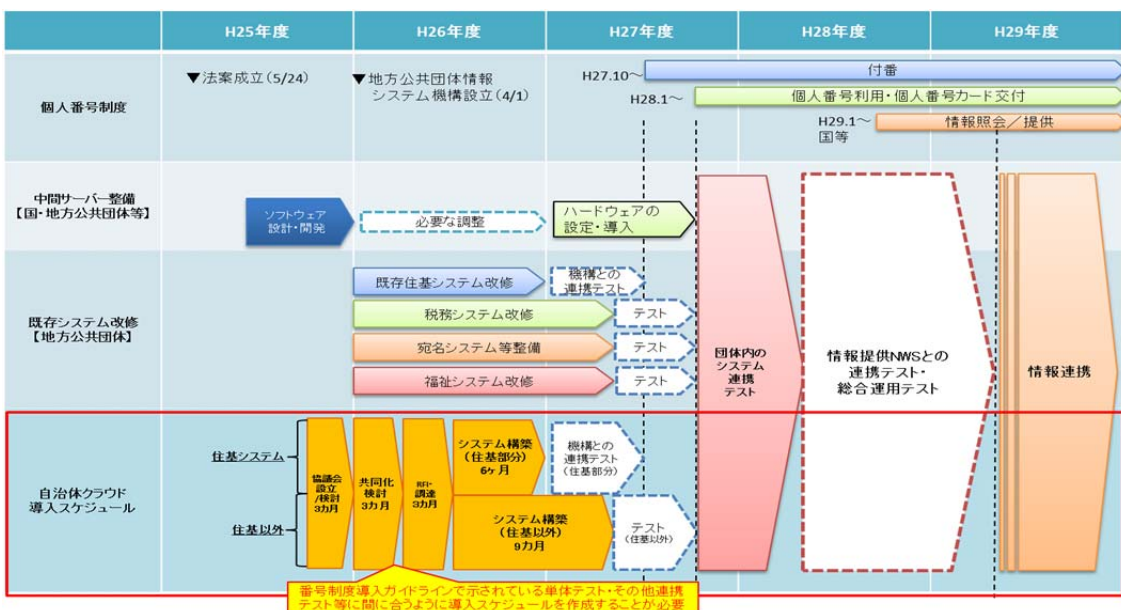 H25年度
H26年度
H27年度
H28年度
H29年度
個人番号制度
▼法案成立(5/24)
▼地方公共団体情報
システム機構設立(4/1)
H27.10～
付番
H28.1～
個人番号利用・個人番号カード交付
H29.1～
国等
情報照会／提供
中間サーバー整備
【国・地方公共団体等】
ソフトウェア
設計・開発
必要な調整
ハードウェアの
設定・導入
既存システム改修
【地方公共団体】
既存住基システム改修
機構との
連携テスト
税務システム改修
テスト
宛名システム等整備
テスト
福祉システム改修
テスト
団体内の
システム
連携
テスト
情報提供NWSとの
連携テスト・
総合運用テスト
情報連携
自治体クラウド
導入スケジュール
住基システム
住基以外
協議会
設立
/検討
3カ月
共同化
検討
3カ月
RFI・
調達
3カ月
システム構築
(住基部分)
6ヶ月
機構との
連携テスト
(住基部分)
システム構築
(住基以外)
9カ月
テスト
(住基以外)
番号制度導入ガイドラインで示されている単体テスト・その他連携
テスト等に間に合うように導入スケジュールを作成することが必要